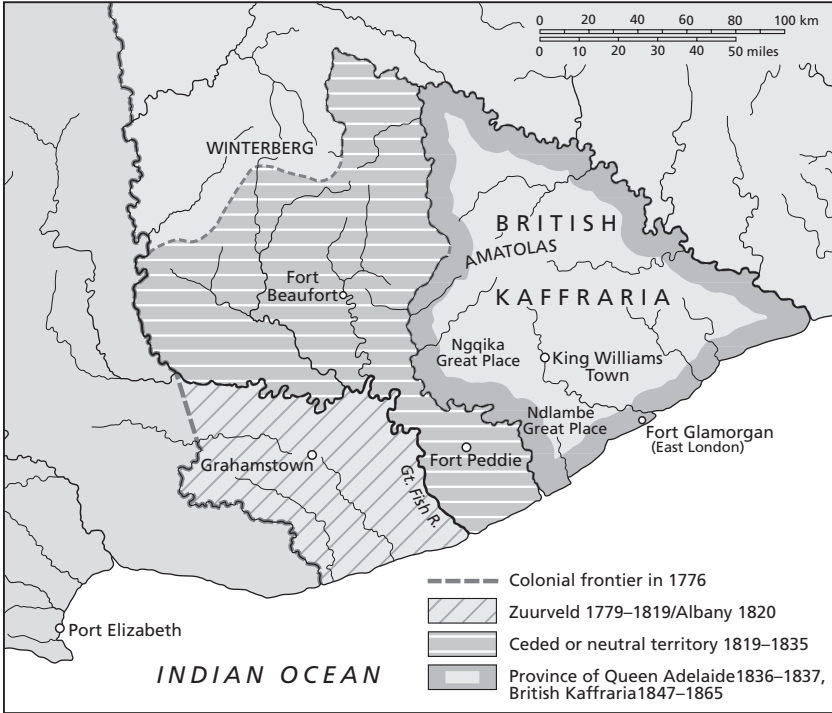 0 20 40 60 80 100 km
0 10 20 30 40 50 miles
WINTERBERG
BRITISH
AMATOLAS
KAFFRARIA
Fort
Beaufort
Ngqika
Great Place
King Williams
Town
Ndlambe
Great Place
Fort Glamorgan
(East London)
Grahamstown
Fort Peddie
Gt. Fish R.
Port Elizabeth
INDIAN OCEAN
Colonial frontier in 1776
Zuurveld 1779–1819/Albany 1820
Ceded or neutral territory 1819–1835
Province of Queen Adelaide1836–1837,
British Kaffraria1847–1865